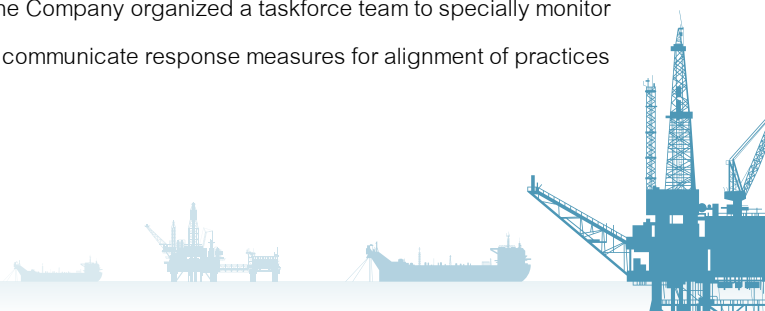 he Company organized a taskforce team to specially monitor
communicate response measures for alignment of practices